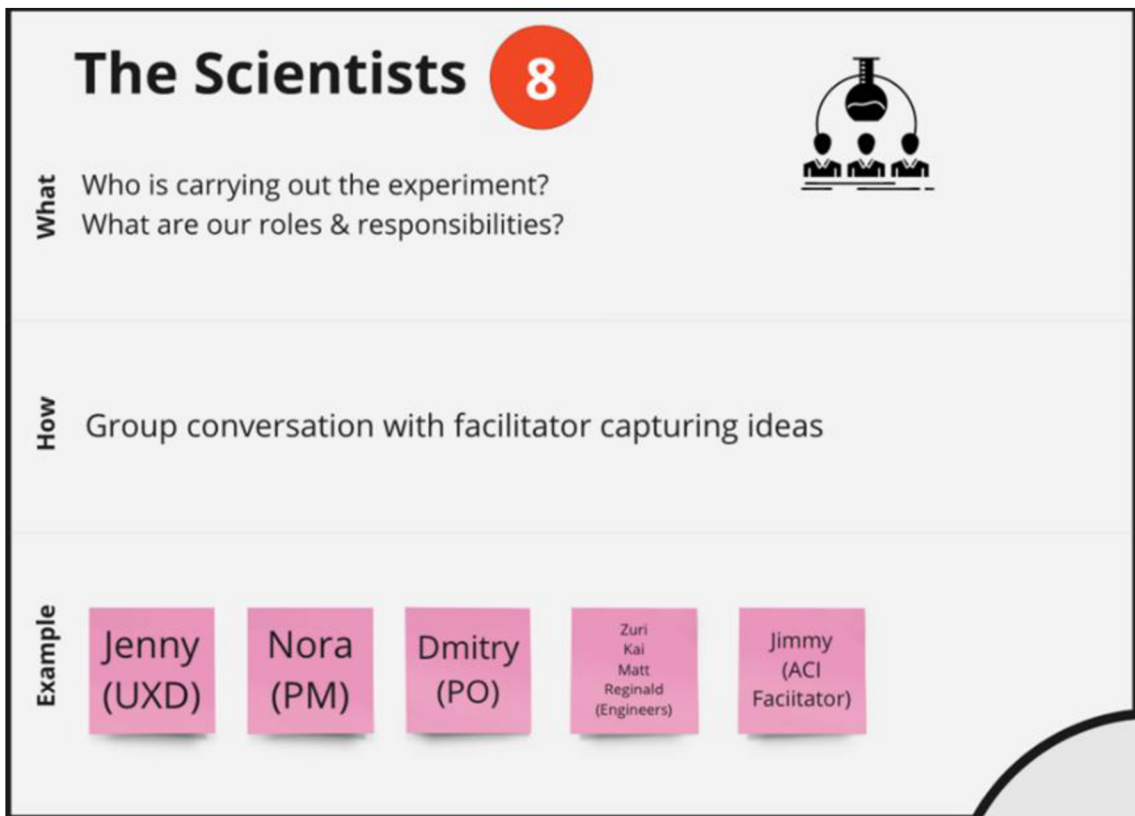 The Scientists 8
What
Who is carrying out the experiment?
What are our roles & responsibilities?
How
Group conversation with facilitator capturing ideas
Example
Jenny
(UXD)
Nora
(PM)
Dmitry
(PO)
Zuri
Kai
Matt
Reginald
(Engineers)
Jimmy
(ACI
Faciitator)